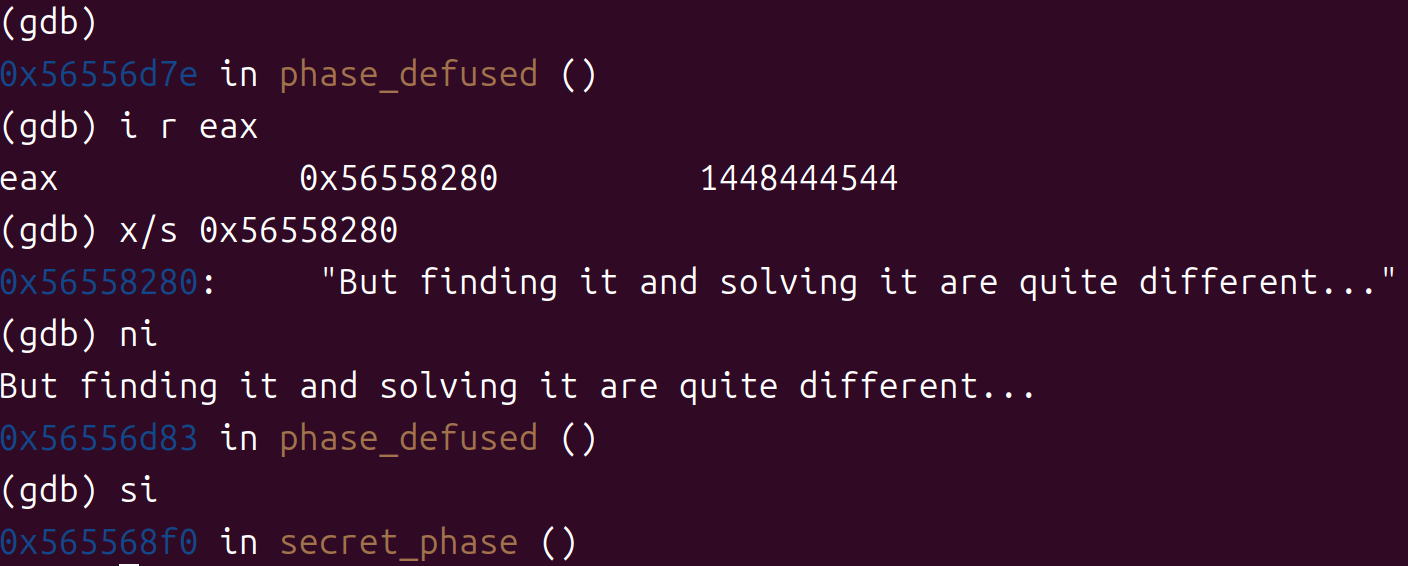 (gdb)
0x56556d7e in phase_defused ()
(gdb) i r eax
eax            0x56558280          1448444544
(gdb) x/s 0x56558280
0x56558280:     "But finding it and solving it are quite different..."
(gdb) ni
But finding it and solving it are quite different...
0x56556d83 in phase_defused ()
(gdb) si
0x565568f0 in secret_phase ()